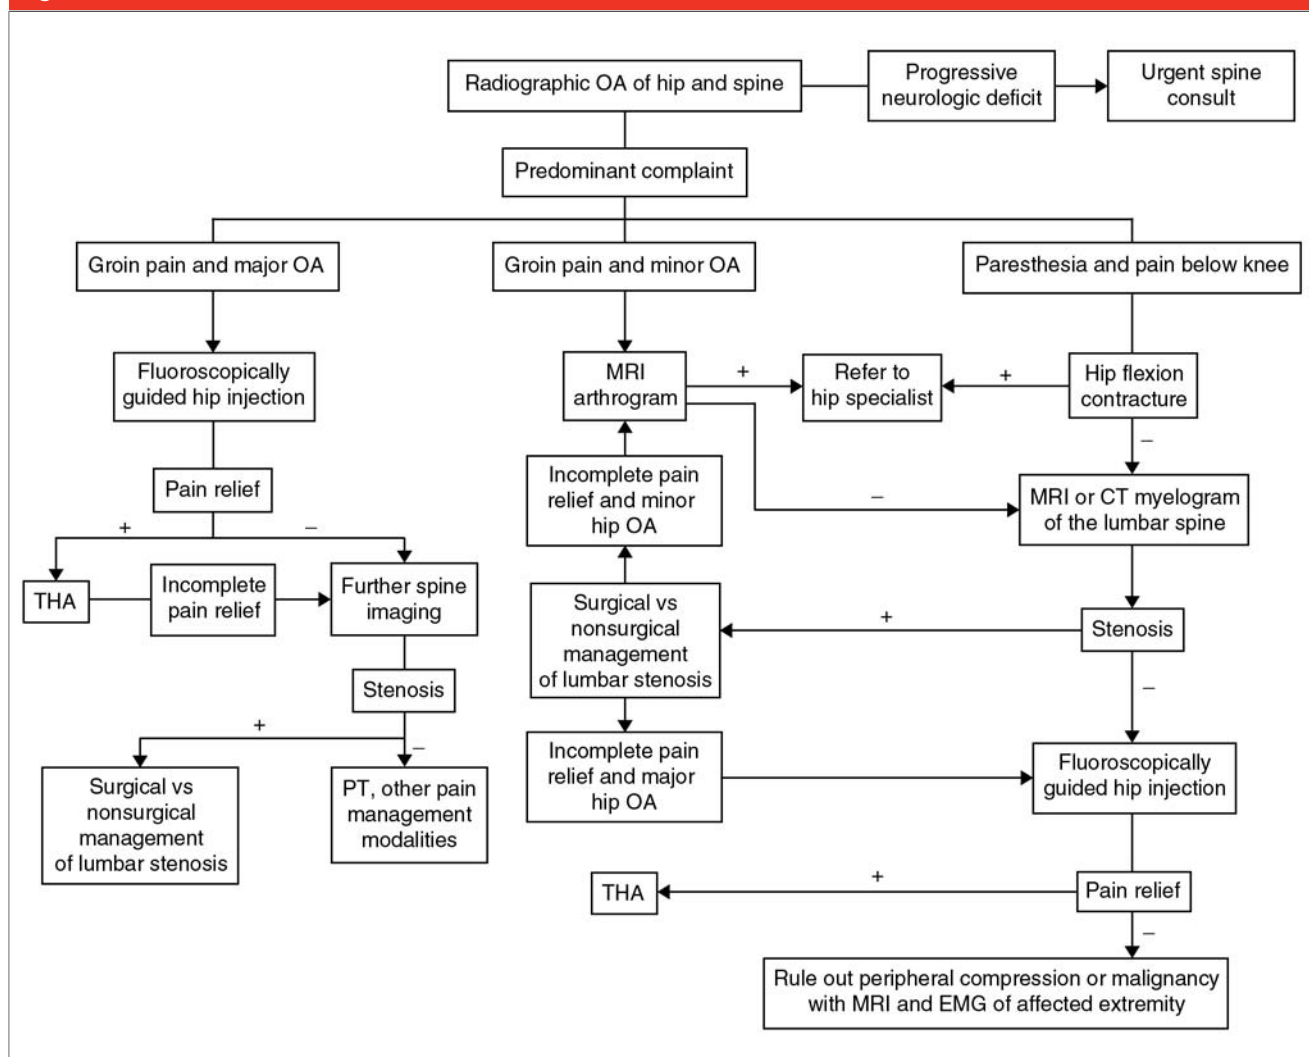 Radiographic OA of hip and spine
Progressive
neurologic deficit
Urgent spine
consult
Predominant complaint
Groin pain and major OA
Groin pain and minor OA
Paresthesia and pain below knee
Fluoroscopically
guided hip injection
MRI
arthrogram
+
Refer to
hip specialist
+
Hip flexion
contracture
–
Pain relief
+
–
Incomplete pain
relief and minor
hip OA
–
MRI or CT myelogram
of the lumbar spine
THA
Incomplete
pain relief
Further spine
imaging
Surgical vs
nonsurgical
management
of lumbar stenosis
+
Stenosis
–
Stenosis
+
–
Surgical vs
nonsurgical
management
of lumbar stenosis
PT, other pain
management
modalities
Incomplete pain
relief and major
hip OA
Fluoroscopically
guided hip injection
THA
+
Pain relief
–
Rule out peripheral compression or malignancy
with MRI and EMG of affected extremity